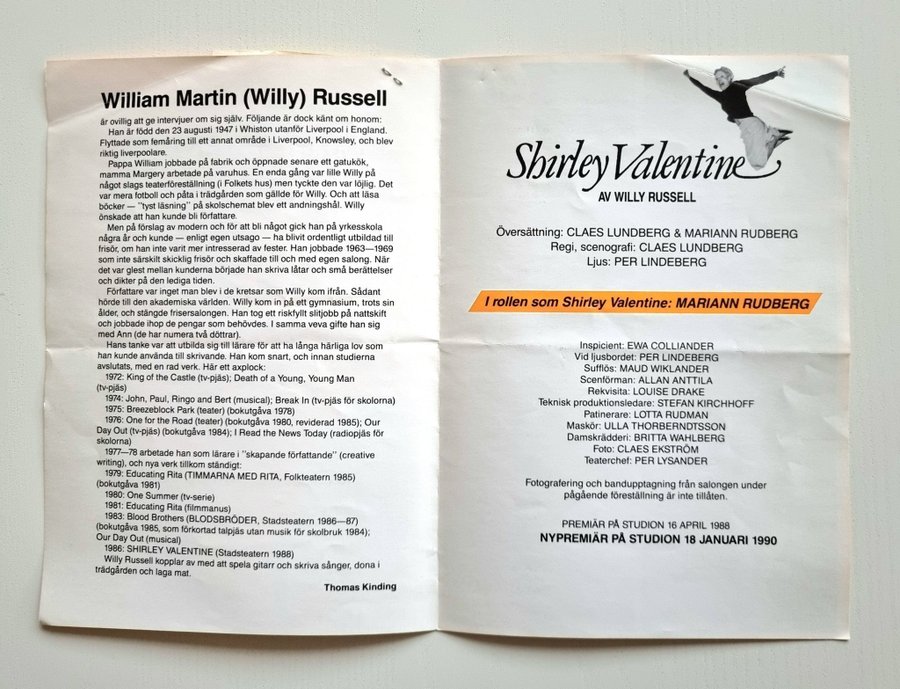 William Martin (Willy) Russell
är ovillig att ge intervjuer om sig själv. Följande är dock känt om honom:
Han är född den 23 augusti 1947 i Whiston utanför Liverpool i England.
Flyttade som femåring till ett annat område i Liverpool, Knowsley, och blev
riktig liverpoolare.
Pappa William jobbade på fabrik och öppnade senare ett gatukök,
mamma Margery arbetade på varuhus. En enda gång var lille Willy på
något slags teaterföreställning (i Folkets hus) men tyckte den var löjlig. Det
var mera fotboll och påta i trädgården som gällde för Willy. Och att läsa
böcker — "tyst läsning" på skolschemat blev ett andningshål. Willy
önskade att han kunde bli författare.
Men på förslag av modern och för att bli något gick han på yrkesskola
några år och kunde — enligt egen utsago — ha blivit ordentligt utbildad till
frisör, om han inte varit mer intresserad av fester. Han jobbade 1963—1969
som inte särskilt skicklig frisör och skaffade till och med egen salong. När
det var glest mellan kunderna började han skriva låtar och små berättelser
och dikter på den lediga tiden.
Författare var inget man blev i de kretsar som Willy kom ifrån. Sådant
hörde till den akademiska världen. Willy kom in på ett gymnasium, trots sin
ålder, och stängde frisersalongen. Han tog ett riskfyllt slitjobb på nattskift
och jobbade ihop de pengar som behövdes. I samma veva gifte han sig
med Ann (de har numera två döttrar).
Hans tanke var att utbilda sig till lärare för att ha långa härliga lov som
han kunde använda till skrivande. Han kom snart, och innan studierna
avslutats, med en rad verk. Här ett axplock:
1972: King of the Castle (tv-pjäs); Death of a Young, Young Man
(tv-pjäs)
1974: John, Paul, Ringo and Bert (musical); Break In (tv-pjäs för skolorna)
1975: Breezeblock Park (teater) (bokutgåva 1978)
1976: One for the Road (teater) (bokutgåva 1980, reviderad 1985); Our
Day Out (tv-pjäs) (bokutgåva 1984); I Read the News Today (radiopjäs för
skolorna)
1977—78 arbetade han som lärare i "skapande författande" (creative
writing), och nya verk tillkom ständigt:
1979: Educating Rita (TIMMARNA MED RITA, Folkteatern 1985)
(bokutgåva 1981)
1980: One Summer (tv-serie)
1981: Educating Rita (filmmanus)
1983: Blood Brothers (BLODSBRÖDER, Stadsteatern 1986—87)
(bokutgåva 1985, som förkortad talpjäs utan musik för skolbruk 1984);
Our Day Out (musical)
1986: SHIRLEY VALENTINE (Stadsteatern 1988)
Willy Russell kopplar av med att spela gitarr och skriva sånger, dona i
trädgården och laga mat.
Thomas Kinding
Shirley Valentine
AV WILLY RUSSELL
Översättning: CLAES LUNDBERG & MARIANN RUDBERG
Regi, scenografi: CLAES LUNDBERG
Ljus: PER LINDEBERG
I rollen som Shirley Valentine: MARIANN RUDBERG
Inspicient: EWA COLLIANDER
Vid ljusbordet: PER LINDEBERG
Sufflös: MAUD WIKLANDER
Scenförman: ALLAN ANTTILA
Rekvisita: LOUISE DRAKE
Teknisk produktionsledare: STEFAN KIRCHHOFF
Patinerare: LOTTA RUDMAN
Maskör: ULLA THORBERNDTSSON
Damskrädderi: BRITTA WAHLBERG
Foto: CLAES EKSTRÖM
Teaterchef: PER LYSANDER
Fotografering och bandupptagning från salongen under
pågående föreställning är inte tillåten.
PREMIÄR PÅ STUDION 16 APRIL 1988
NYPREMIÄR PÅ STUDION 18 JANUARI 1990